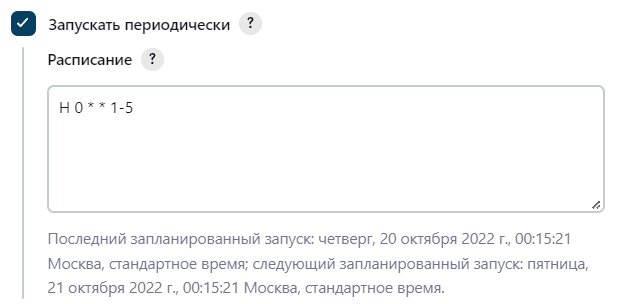 Запускать периодически ?
Расписание ?
H 0 * * 1-5
Последний запланированный запуск: четверг, 20 октября 2022 г., 00:15:21
Москва, стандартное время; следующий запланированный запуск: пятница,
21 октября 2022 г., 00:15:21 Москва, стандартное время.